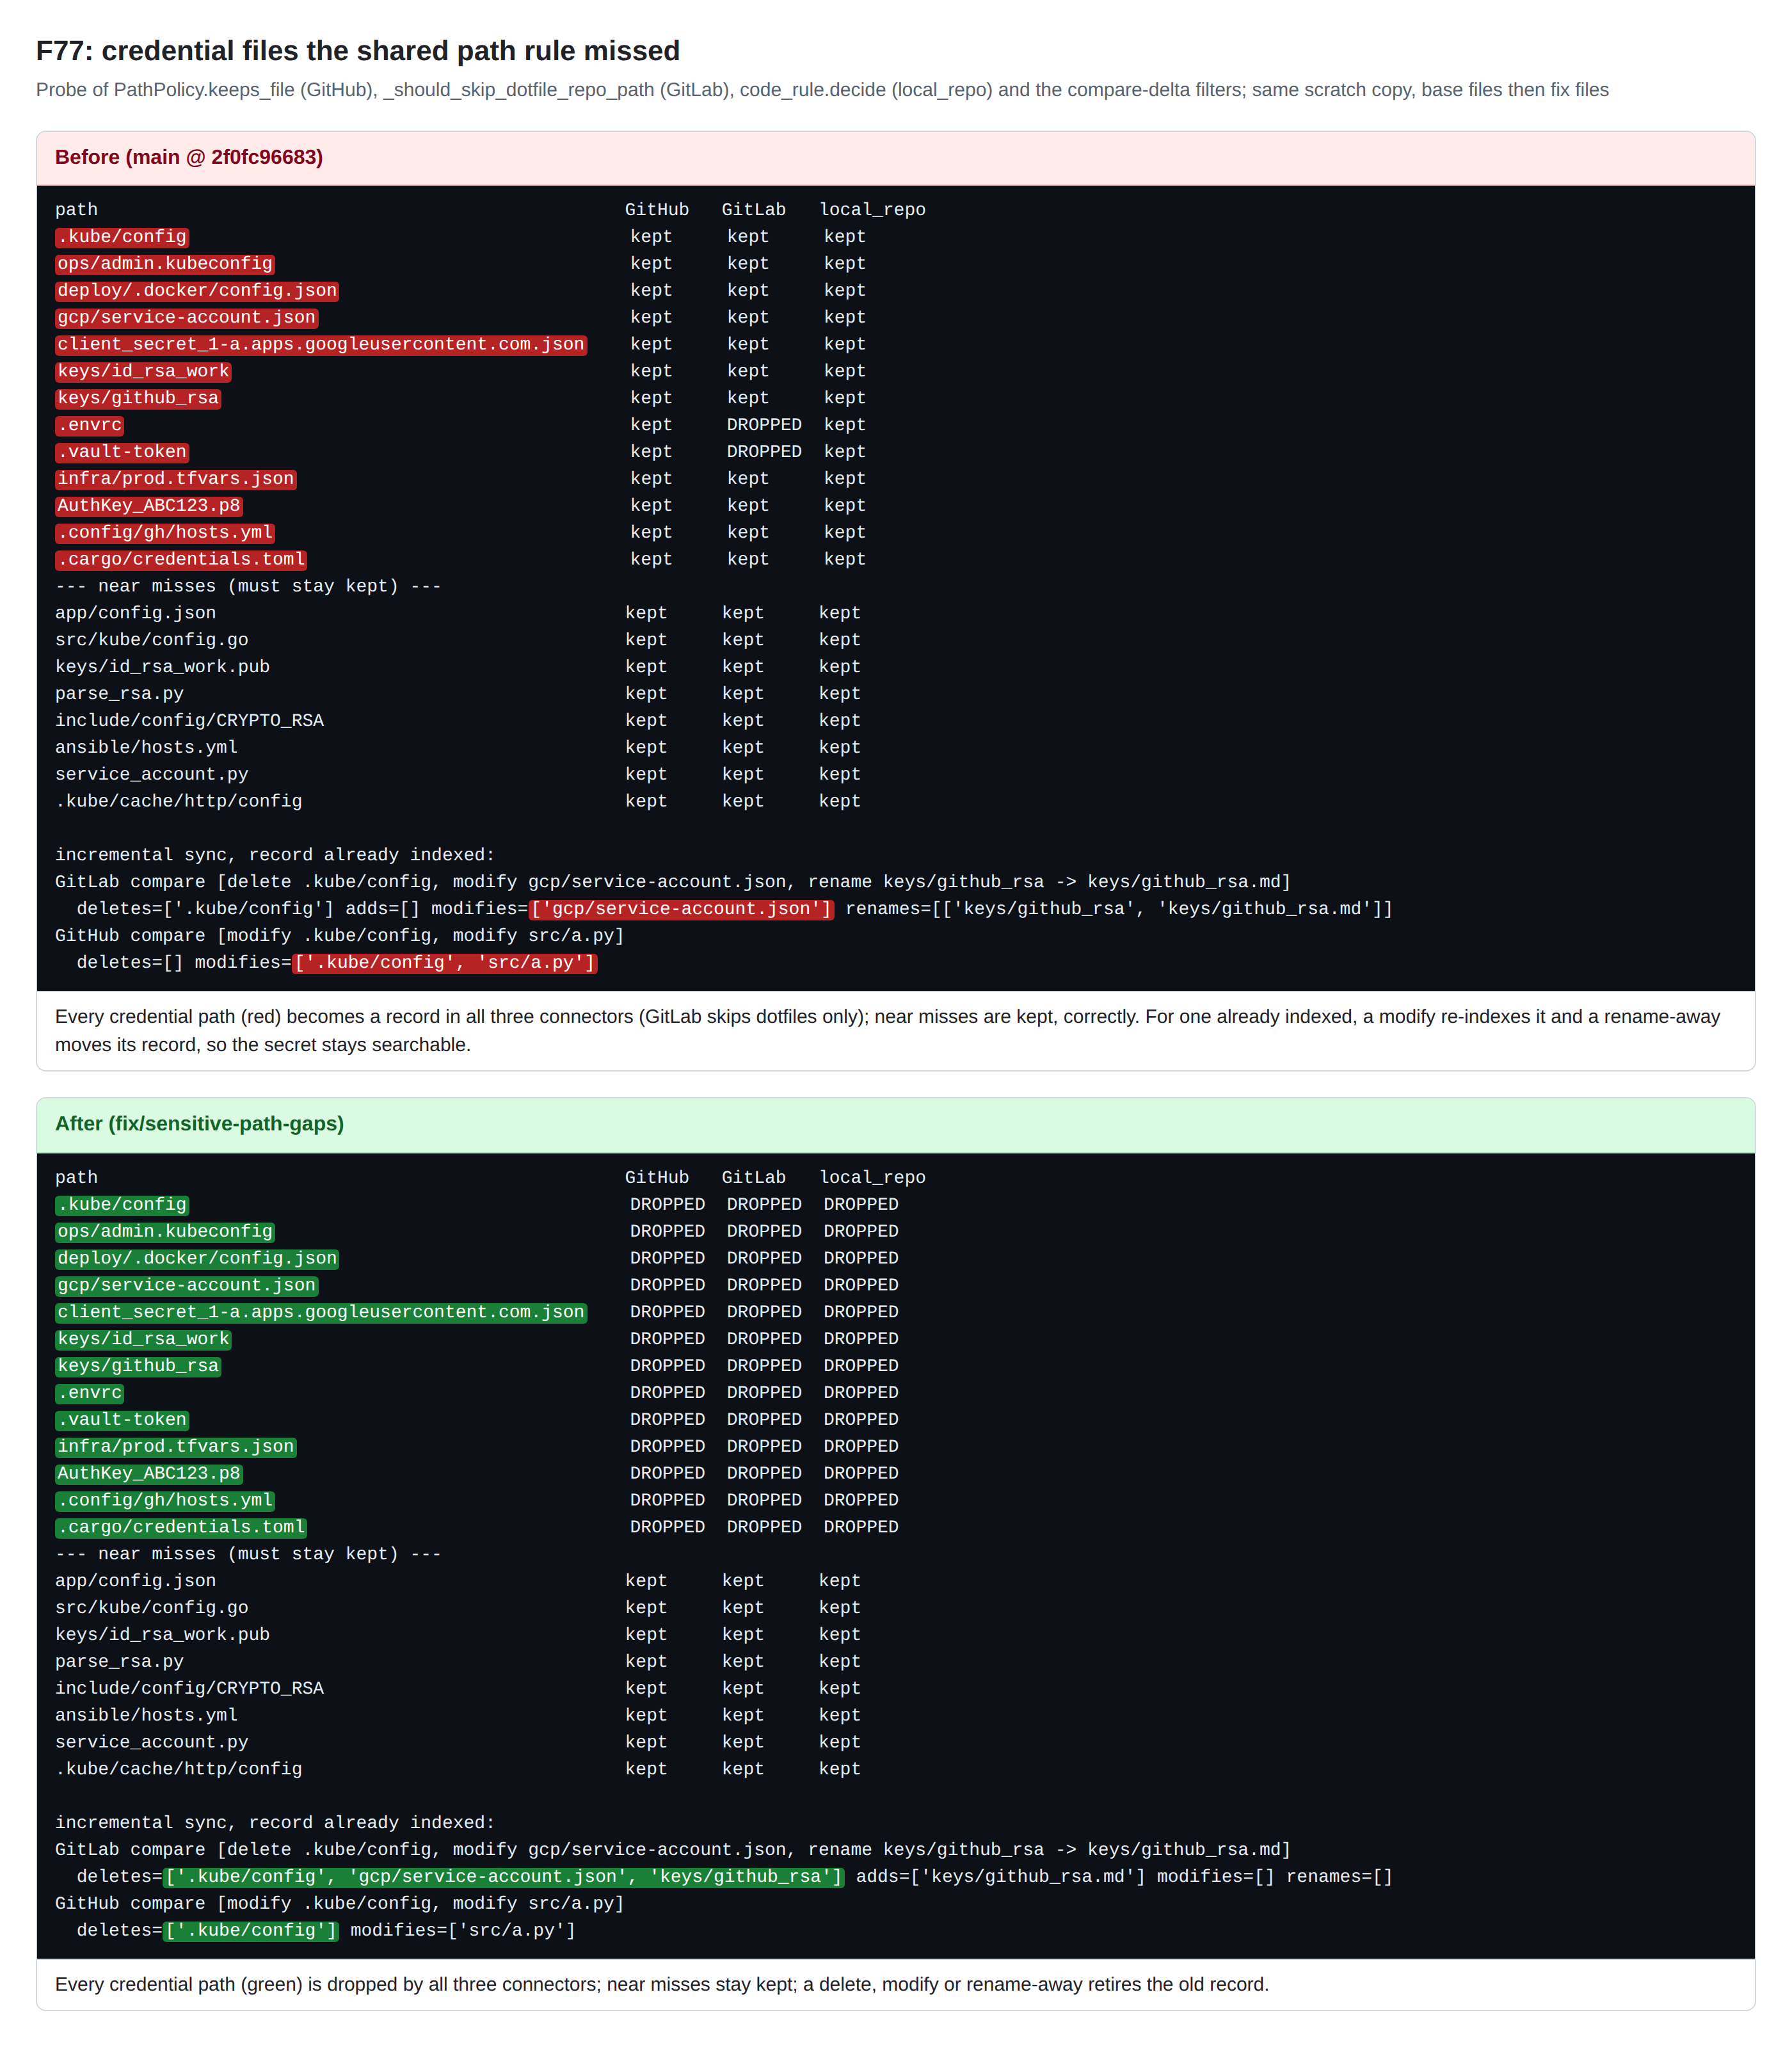 F77: credential files the shared path rule missed
Probe of PathPolicy.keeps_file (GitHub), _should_skip_dotfile_repo_path (GitLab), code_rule.decide (local_repo) and the compare-delta filters; same scratch copy, base files then fix files
Before (main @ 2f0fc96683)
path GitHub GitLab local_repo
.kube/config kept kept kept
ops/admin.kubeconfig kept kept kept
deploy/.docker/config.json kept kept kept
gcp/service-account.json kept kept kept
client_secret_1-a.apps.googleusercontent.com.json kept kept kept
keys/id_rsa_work kept kept kept
keys/github_rsa kept kept kept
.envrc kept DROPPED kept
.vault-token kept DROPPED kept
infra/prod.tfvars.json kept kept kept
AuthKey_ABC123.p8 kept kept kept
.config/gh/hosts.yml kept kept kept
.cargo/credentials.toml kept kept kept
--- near misses (must stay kept) ---
app/config.json kept kept kept
src/kube/config.go kept kept kept
keys/id_rsa_work.pub kept kept kept
parse_rsa.py kept kept kept
include/config/CRYPTO_RSA kept kept kept
ansible/hosts.yml kept kept kept
service_account.py kept kept kept
.kube/cache/http/config kept kept kept
incremental sync, record already indexed:
GitLab compare [delete .kube/config, modify gcp/service-account.json, rename keys/github_rsa -> keys/github_rsa.md]
deletes=['.kube/config'] adds=[] modifies=['gcp/service-account.json'] renames=[['keys/github_rsa', 'keys/github_rsa.md']]
GitHub compare [modify .kube/config, modify src/a.py]
deletes=[] modifies=['.kube/config', 'src/a.py']
Every credential path (red) becomes a record in all three connectors (GitLab skips dotfiles only); near misses are kept, correctly. For one already indexed, a modify re-indexes it and a rename-away
moves its record, so the secret stays searchable.
After (fix/sensitive-path-gaps)
path GitHub GitLab local_repo
.kube/config DROPPED DROPPED DROPPED
ops/admin.kubeconfig DROPPED DROPPED DROPPED
deploy/.docker/config.json DROPPED DROPPED DROPPED
gcp/service-account.json DROPPED DROPPED DROPPED
client_secret_1-a.apps.googleusercontent.com.json DROPPED DROPPED DROPPED
keys/id_rsa_work DROPPED DROPPED DROPPED
keys/github_rsa DROPPED DROPPED DROPPED
.envrc DROPPED DROPPED DROPPED
.vault-token DROPPED DROPPED DROPPED
infra/prod.tfvars.json DROPPED DROPPED DROPPED
AuthKey_ABC123.p8 DROPPED DROPPED DROPPED
.config/gh/hosts.yml DROPPED DROPPED DROPPED
.cargo/credentials.toml DROPPED DROPPED DROPPED
--- near misses (must stay kept) ---
app/config.json kept kept kept
src/kube/config.go kept kept kept
keys/id_rsa_work.pub kept kept kept
parse_rsa.py kept kept kept
include/config/CRYPTO_RSA kept kept kept
ansible/hosts.yml kept kept kept
service_account.py kept kept kept
.kube/cache/http/config kept kept kept
incremental sync, record already indexed:
GitLab compare [delete .kube/config, modify gcp/service-account.json, rename keys/github_rsa -> keys/github_rsa.md]
deletes=['.kube/config', 'gcp/service-account.json', 'keys/github_rsa'] adds=['keys/github_rsa.md'] modifies=[] renames=[]
GitHub compare [modify .kube/config, modify src/a.py]
deletes=['.kube/config'] modifies=['src/a.py']
Every credential path (green) is dropped by all three connectors; near misses stay kept; a delete, modify or rename-away retires the old record.